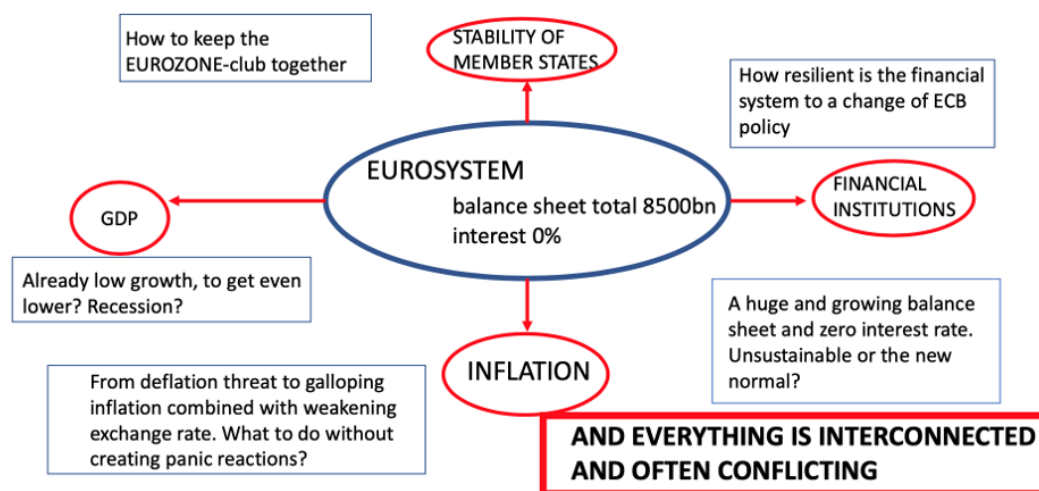 How to keep the
EUROZONE-club together
STABILITY OF
MEMBER STATES
How resilient is the financial
system to a change of ECB
policy
EUROSYSTEM
balance sheet total 8500bn
interest 0%
GDP
FINANCIAL
INSTITUTIONS
Already low growth, to get even
lower? Recession?
A huge and growing balance
sheet and zero interest rate.
Unsustainable or the new
normal?
INFLATION
From deflation threat to galloping
inflation combined with weakening
exchange rate. What to do without
creating panic reactions?
AND EVERYTHING IS INTERCONNECTED
AND OFTEN CONFLICTING